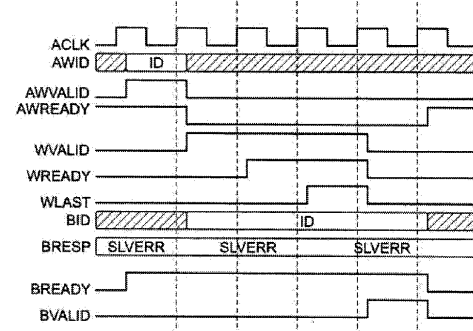 ACLK
AWID ID
AWVALID
AWREADY
WVALID
WREADY
WLAST
BID ID
BRESP SLVERR SLVERR SLVERR
BREADY
BVALID